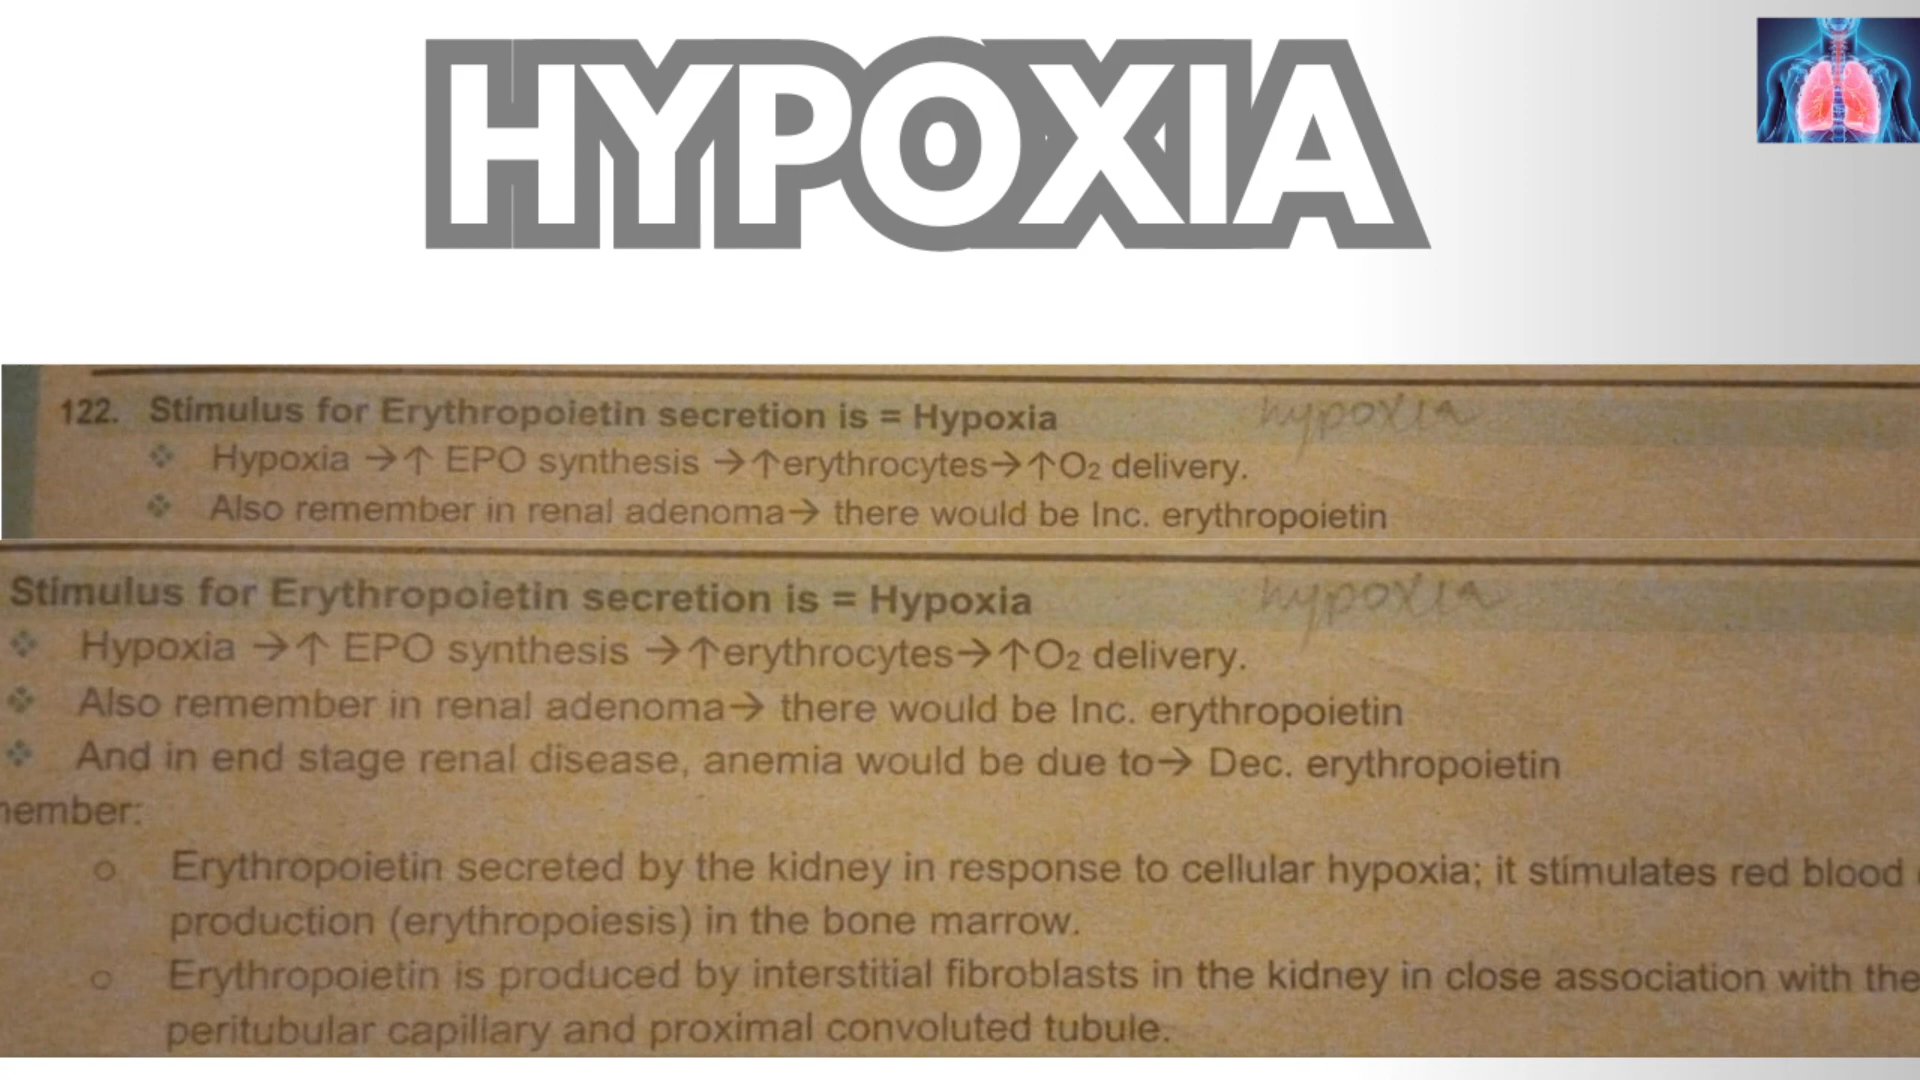 HYPOXIA
122. Stimulus for Erythropoietin secretion is = Hypoxia hypoxia
❖ Hypoxia →↑ EPO synthesis →↑erythrocytes→↑O₂ delivery.
❖ Also remember in renal adenoma→ there would be Inc. erythropoietin
Stimulus for Erythropoietin secretion is = Hypoxia hypoxia
❖ Hypoxia →↑ EPO synthesis →↑erythrocytes→↑O₂ delivery.
❖ Also remember in renal adenoma→ there would be Inc. erythropoietin
❖ And in end stage renal disease, anemia would be due to→ Dec. erythropoietin
member:
o Erythropoietin secreted by the kidney in response to cellular hypoxia; it stimulates red blood
production (erythropoiesis) in the bone marrow.
o Erythropoietin is produced by interstitial fibroblasts in the kidney in close association with the
peritubular capillary and proximal convoluted tubule.